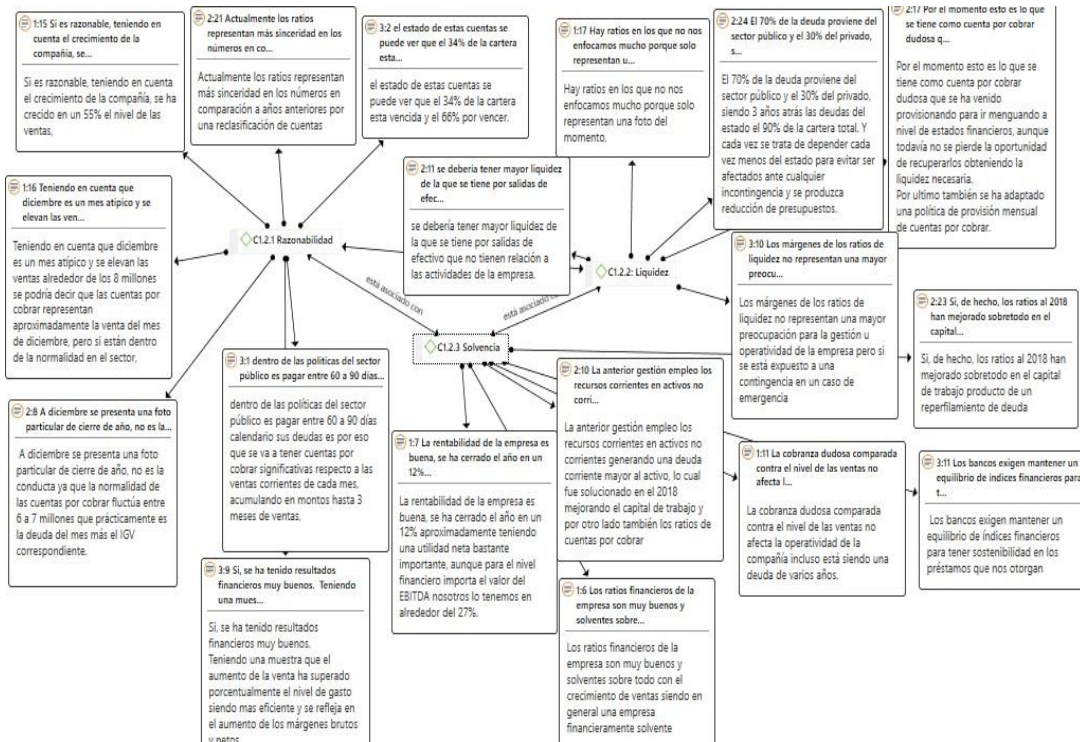 1:15 Si es razonable, teniendo en
cuenta el crecimiento de la
compañía, se...
Si es razonable, teniendo en cuenta
el crecimiento de la compañía, se ha
crecido en un 55% el nivel de las
ventas,
2:21 Actualmente los ratios
representan más sinceridad en los
números en co...
Actualmente los ratios representan
más sinceridad en los números en
comparación a años anteriores por
una reclasificación de cuentas
3:2 el estado de estas cuentas se
puede ver que el 34% de la cartera
esta...
el estado de estas cuentas se
puede ver que el 34% de la cartera
esta vencida y el 66% por vencer.
1:17 Hay ratios en los que no nos
enfocamos mucho porque solo
representan u...
Hay ratios en los que no nos
enfocamos mucho porque solo
representan una foto del
momento,
2:24 El 70% de la deuda proviene del
sector público y el 30% del privado,
s...
El 70% de la deuda proviene del
sector público y el 30% del privado,
siendo 3 años atrás las deudas del
estado el 90% de la cartera total. Y
cada vez se trata de depender cada
vez menos del estado para evitar ser
afectados ante cualquier
incontingencia y se produzca
reducción de presupuestos.
2:17 Por el momento esto es lo que
se tiene como cuenta por cobrar
dudosa q...
Por el momento esto es lo que se
tiene como cuenta por cobrar
dudosa que se ha venido
provisionando para ir menguando a
nivel de estados financieros, aunque
todavía no se pierde la oportunidad
de recuperarlos obteniendo la
liquidez necesaria.
Por ultimo también se ha adaptado
una política de provisión mensual
de cuentas por cobrar.
2:11 se debería tener mayor liquidez
de la que se tiene por salidas de
efec...
se debería tener mayor liquidez de
la que se tiene por salidas de
efectivo que no tienen relación a
las actividades de la empresa.
1:16 Teniendo en cuenta que
diciembre es un mes atípico y se
elevan las ven...
Teniendo en cuenta que diciembre
es un mes atípico y se elevan las
ventas alrededor de los 8 millones
se podría decir que las cuentas por
cobrar representan
aproximadamente la venta del mes
de diciembre, pero si están dentro
de la normalidad en el sector,
C1.2.1 Razonabilidad
C1.2.2: Liquidez
C1.2.3 Solvencia
está asociado con
está asociado
3:10 Los márgenes de los ratios de
liquidez no representan una mayor
preocu...
Los márgenes de los ratios de
liquidez no representan una mayor
preocupación para la gestión u
operatividad de la empresa pero si
se está expuesto a una
contingencia en un caso de
emergencia
2:23 Si, de hecho, los ratios al 2018
han mejorado sobretodo en el
capital...
Si, de hecho, los ratios al 2018 han
mejorado sobretodo en el capital
de trabajo producto de un
reperfilamiento de deuda
3:1 dentro de las políticas del sector
público es pagar entre 60 a 90 días...
dentro de las políticas del sector
público es pagar entre 60 a 90 días
calendario sus deudas es por eso
que se va a tener cuentas por
cobrar significativas respecto a las
ventas corrientes de cada mes,
acumulando en montos hasta 3
meses de ventas,
2:10 La anterior gestión empleo los
recursos corrientes en activos no
corri...
La anterior gestión empleo los
recursos corrientes en activos no
corrientes generando una deuda
corriente mayor al activo, lo cual
fue solucionado en el 2018
mejorando el capital de trabajo y
por otro lado también los ratios de
cuentas por cobrar
2:8 A diciembre se presenta una foto
particular de cierre de año, no es la...
A diciembre se presenta una foto
particular de cierre de año, no es la
conducta ya que la normalidad de
las cuentas por cobrar fluctúa entre
6 a 7 millones que prácticamente es
la deuda del mes más el IGV
correspondiente.
1:7 La rentabilidad de la empresa es
buena, se ha cerrado el año en un
12%...
La rentabilidad de la empresa es
buena, se ha cerrado el año en un
12% aproximadamente teniendo
una utilidad neta bastante
importante, aunque para el nivel
financiero importa el valor del
EBITDA nosotros lo tenemos en
alrededor del 27%.
1:11 La cobranza dudosa comparada
contra el nivel de las ventas no
afecta l...
La cobranza dudosa comparada
contra el nivel de las ventas no
afecta la operatividad de la
compañía incluso está siendo una
deuda de varios años.
3:11 Los bancos exigen mantener un
equilibrio de índices financieros para
t...
Los bancos exigen mantener un
equilibrio de índices financieros
para tener sostenibilidad en los
préstamos que nos otorgan
3:9 Si, se ha tenido resultados
financieros muy buenos. Teniendo
una mues...
Si, se ha tenido resultados
financieros muy buenos.
Teniendo una muestra que el
aumento de la venta ha superado
porcentualmente el nivel de gasto
siendo mas eficiente y se refleja en
el aumento de los márgenes brutos
y netos
1:6 Los ratios financieros de la
empresa son muy buenos y
solventes sobre...
Los ratios financieros de la
empresa son muy buenos y
solventes sobre todo con el
crecimiento de ventas siendo en
general una empresa
financieramente solvente